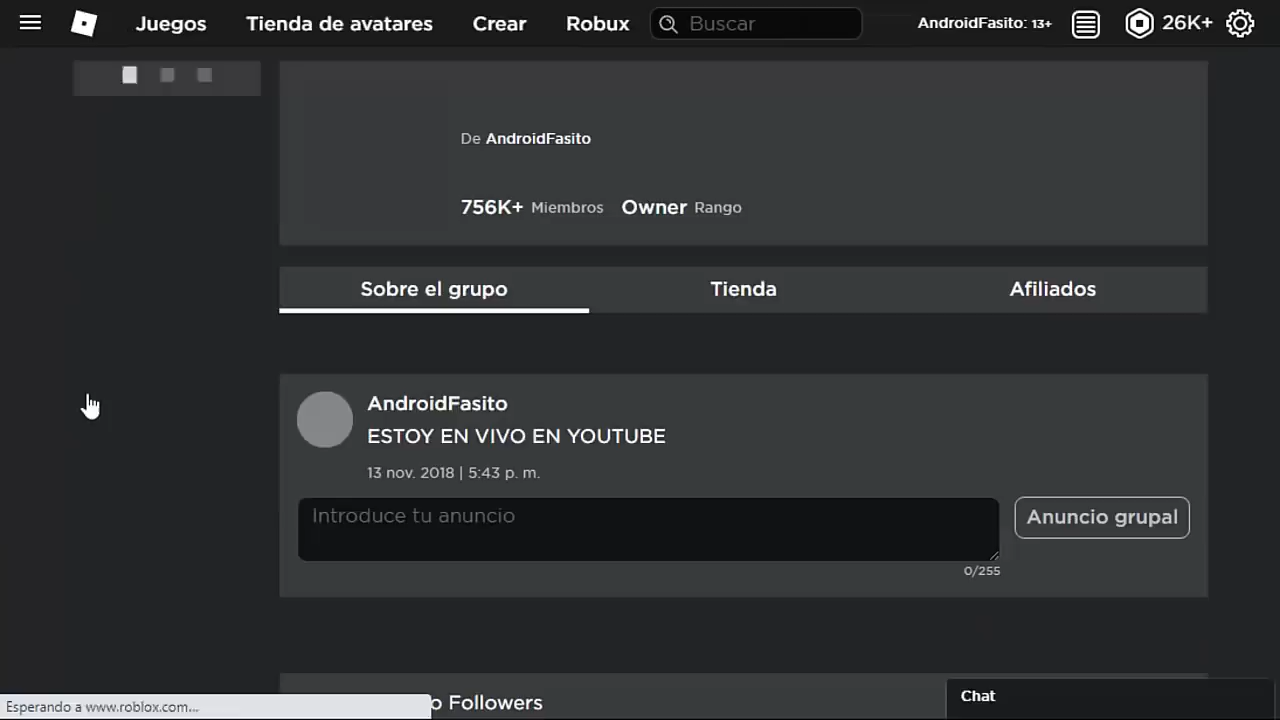 Juegos
Tienda de avatares
Crear
Robux
Buscar
AndroidFasito: 13+
26K+
De AndroidFasito
756K+ Miembros Owner Rango
Sobre el grupo
Tienda
Afiliados
AndroidFasito
ESTOY EN VIVO EN YOUTUBE
13 nov. 2018 | 5:43 p. m.
Introduce tu anuncio
Anuncio grupal
0/255
Followers
Esperando a www.roblox.com...
Chat